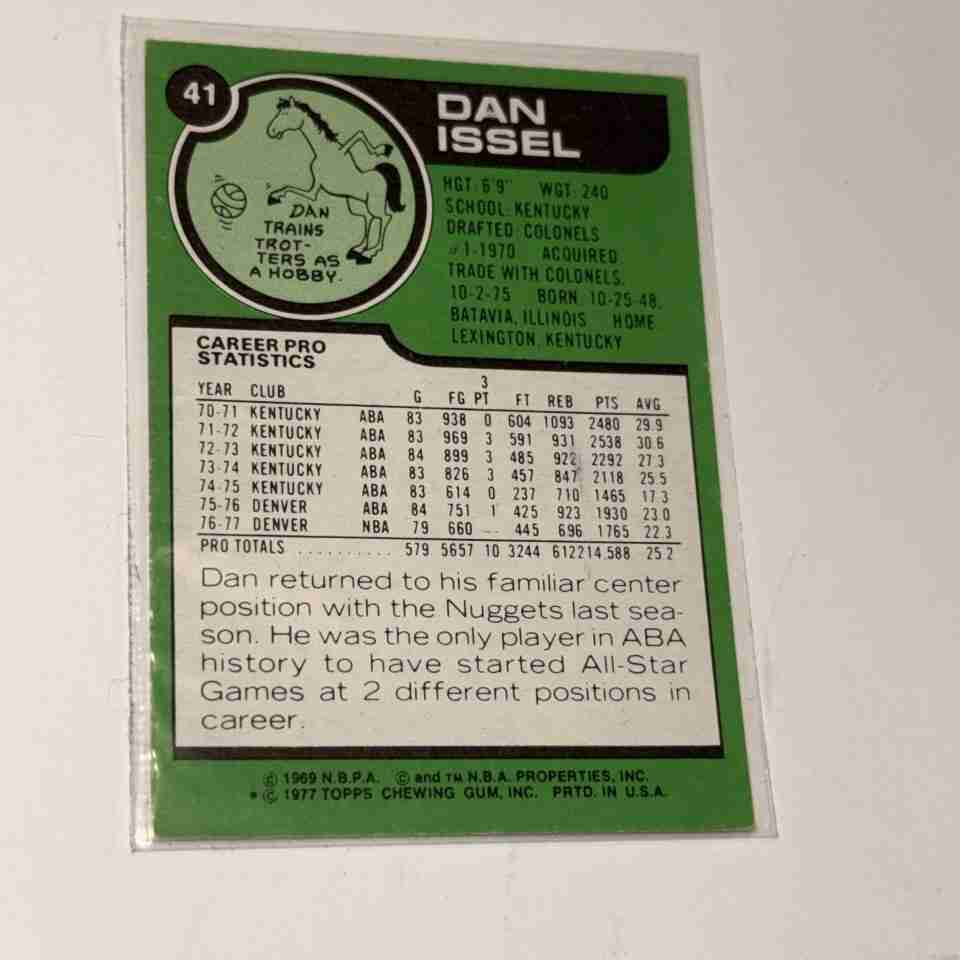 41
DAN
ISSEL
DAN
TRAINS
TROT-
TERS AS
A HOBBY.
HGT: 6'9" WGT: 240
SCHOOL: KENTUCKY
DRAFTED: COLONELS
#1-1970 ACQUIRED
TRADE WITH COLONELS,
10-2-75 BORN: 10-25-48,
BATAVIA, ILLINOIS HOME
LEXINGTON, KENTUCKY
CAREER PRO
STATISTICS
3
YEAR CLUB G FG PT FT REB PTS AVG
70-71 KENTUCKY ABA 83 938 0 604 1093 2480 29.9
71-72 KENTUCKY ABA 83 969 3 591 931 2538 30.6
72-73 KENTUCKY ABA 84 899 3 485 922 2292 27.3
73-74 KENTUCKY ABA 83 826 3 457 847 2118 25.5
74-75 KENTUCKY ABA 83 614 0 237 710 1465 17.3
75-76 DENVER ABA 84 751 1 425 923 1930 23.0
76-77 DENVER NBA 79 660 -- 445 696 1765 22.3
PRO TOTALS .......... 579 5657 10 3244 6122 14,588 25.2
Dan returned to his familiar center
position with the Nuggets last sea-
son. He was the only player in ABA
history to have started All-Star
Games at 2 different positions in
career.
© 1969 N.B.P.A. © and TM N.B.A. PROPERTIES, INC.
* © 1977 TOPPS CHEWING GUM, INC. PRTD. IN U.S.A.